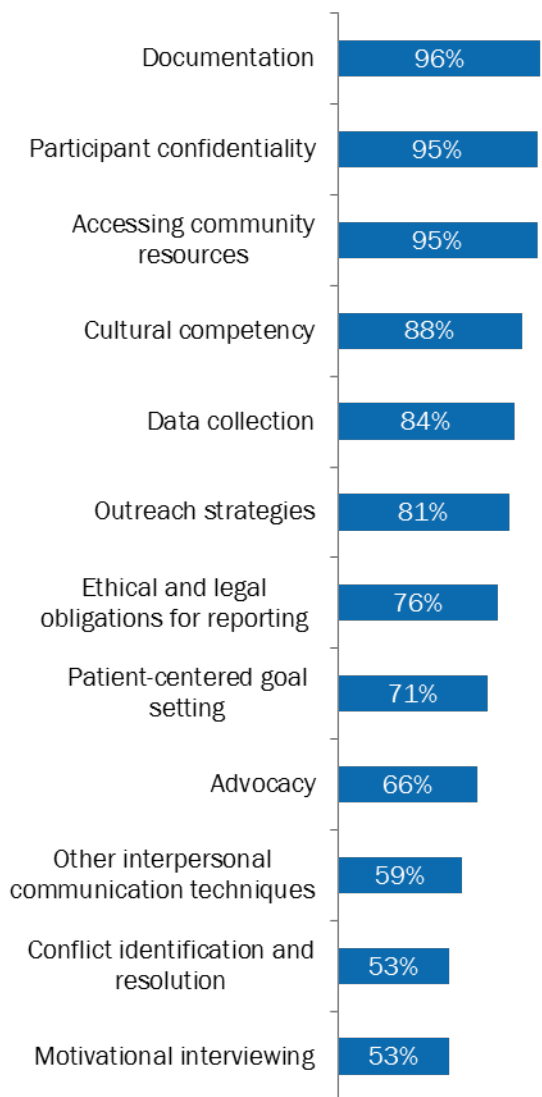 Documentation
96%
Participant confidentiality
95%
Accessing community
resources
95%
Cultural competency
88%
Data collection
84%
Outreach strategies
81%
Ethical and legal
obligations for reporting
76%
Patient-centered goal
setting
71%
Advocacy
66%
Other interpersonal
communication techniques
59%
Conflict identification and
resolution
53%
Motivational interviewing
53%